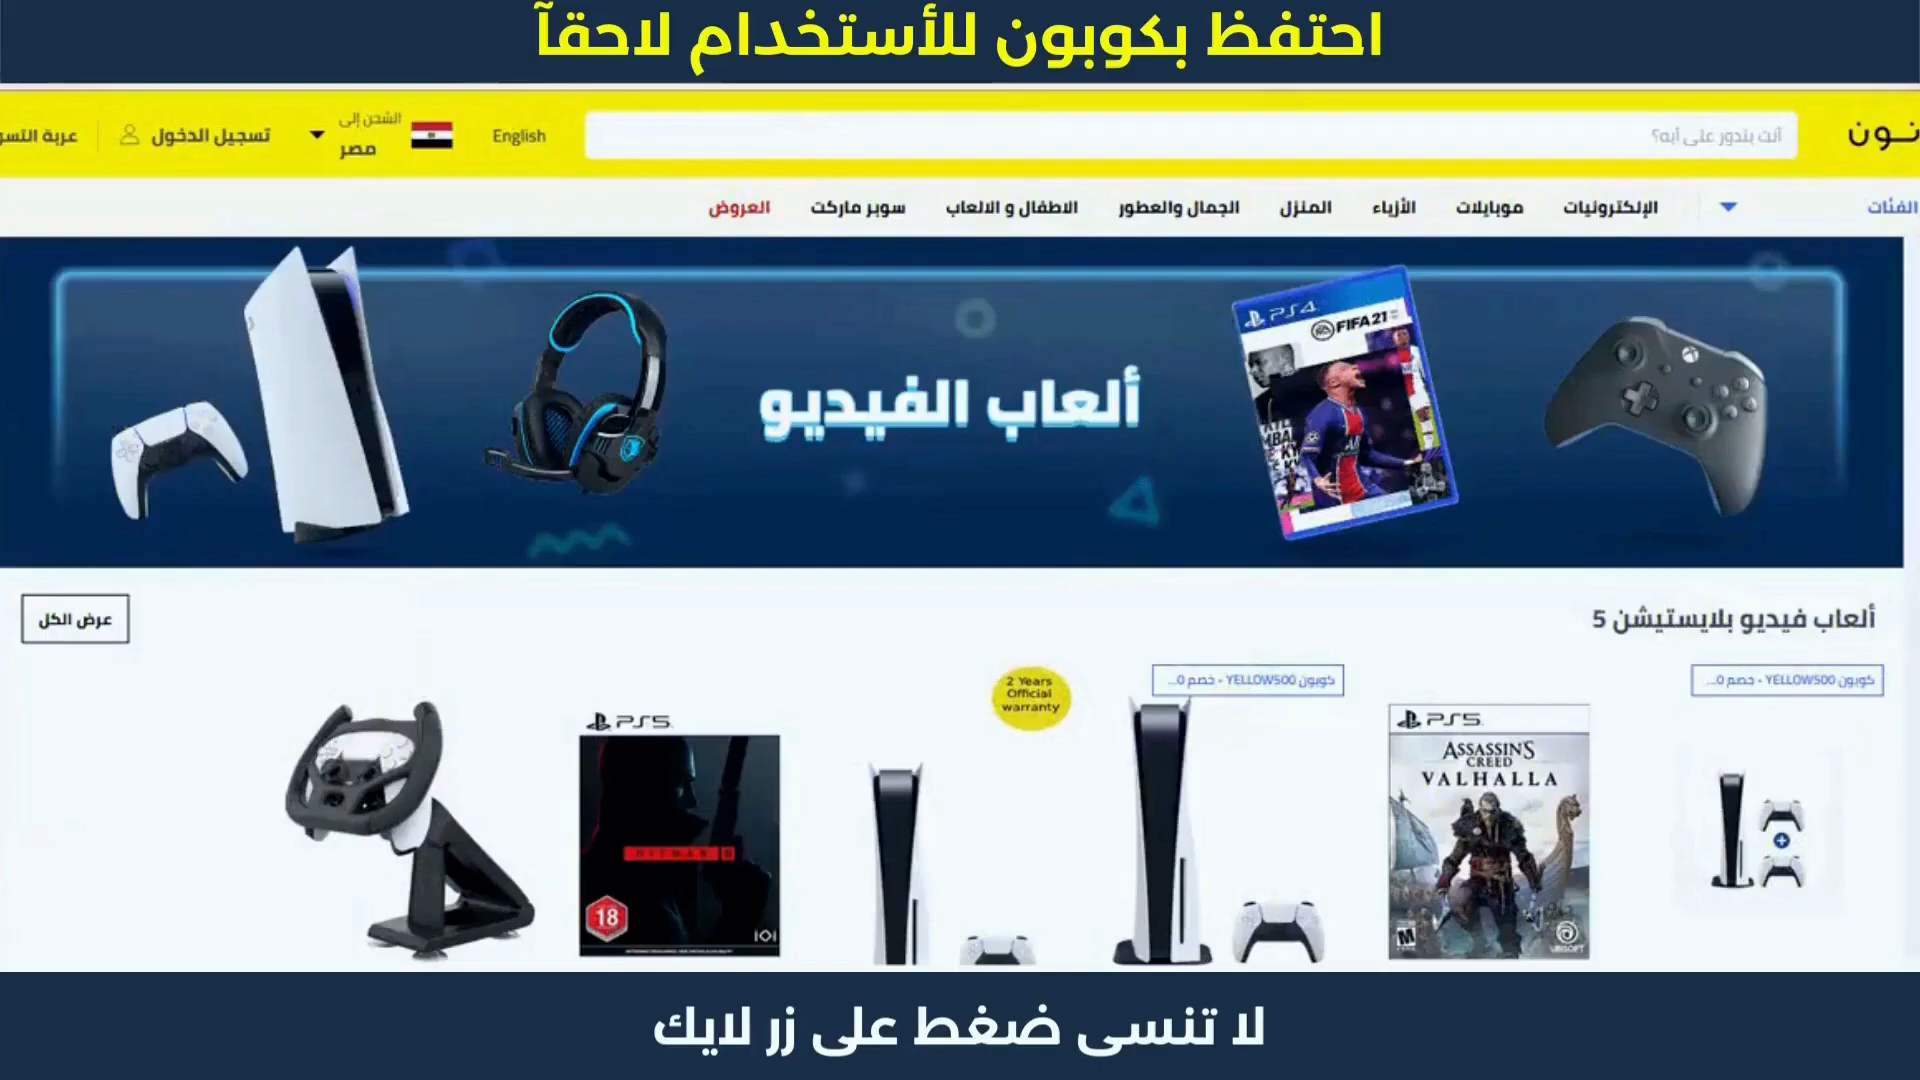 احتفظ بكوبون للأستخدام لاحقآ
نون
أنت بتدور على أيه؟
English
الشحن إلى
مصر
تسجيل الدخول
عربة
الفئات
الإلكترونيات
موبايلات
الأزياء
المنزل
الجمال والعطور
الاطفال و الالعاب
سوبر ماركت
العروض
ألعاب الفيديو
PS4
FIFA 21
ألعاب فيديو بلايستيشن 5
عرض الكل
كوبون YELLOW500 - خصم 0...
كوبون YELLOW500 - خصم 0...
2 Years
Official
warranty
PS5
ASSASSIN'S
CREED
VALHALLA
M
UBISOFT
PS5
HITMAN
18
IOI
لا تنسى ضغط على زر لايك